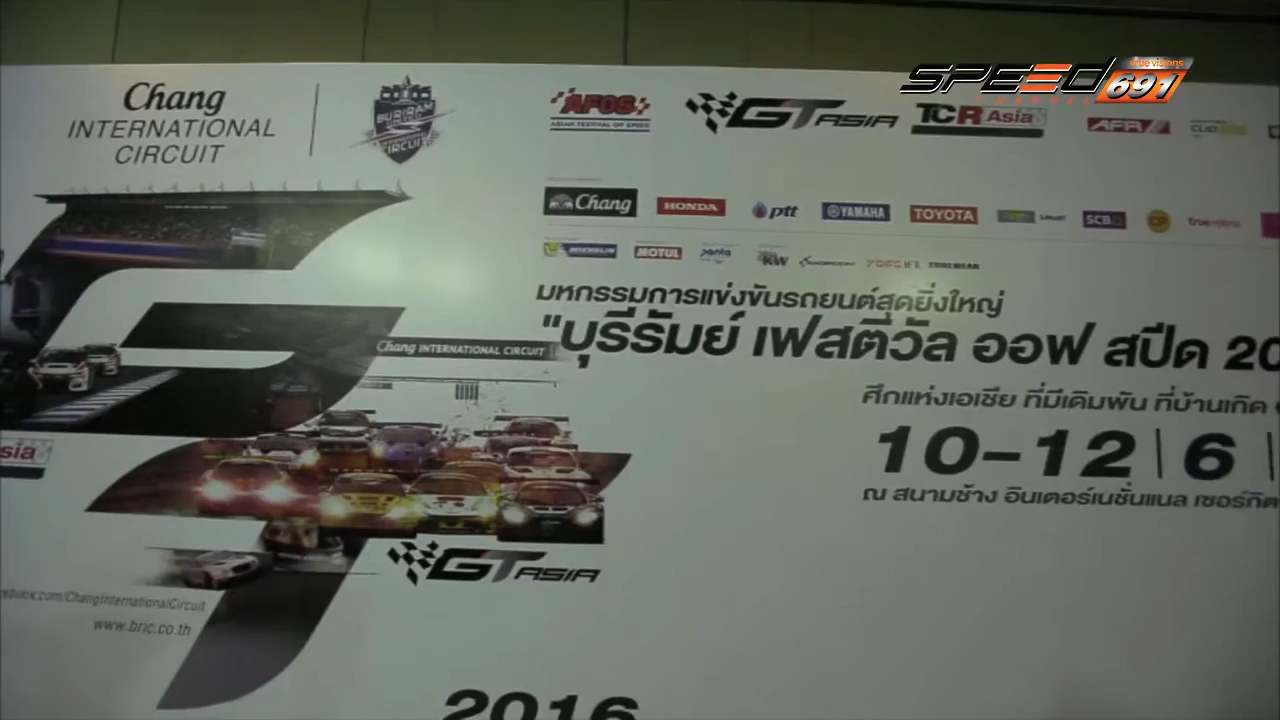 SPEED
CHANNEL
true visions
691
Chang
INTERNATIONAL
CIRCUIT
BURIRAM
CIRCUIT
AFOS
ASIAN FESTIVAL OF SPEED
GT ASIA
TCR Asia
AFR
CLIO
Chang
HONDA
ptt
YAMAHA
TOYOTA
SCB
MICHELIN
MOTUL
KW
มหกรรมการแข่งขันรถยนต์สุดยิ่งใหญ่
"บุรีรัมย์ เฟสติวัล ออฟ สปีด 20
ศึกแห่งเอเชีย ที่มีเดิมพัน ที่บ้านเกิด
10-12 | 6 |
ณ สนามช้าง อินเตอร์เนชั่นแนล เซอร์กิต
Chang INTERNATIONAL CIRCUIT
sia
GT ASIA
.com/ChangInternationalCircuit
www.bric.co.th
2016